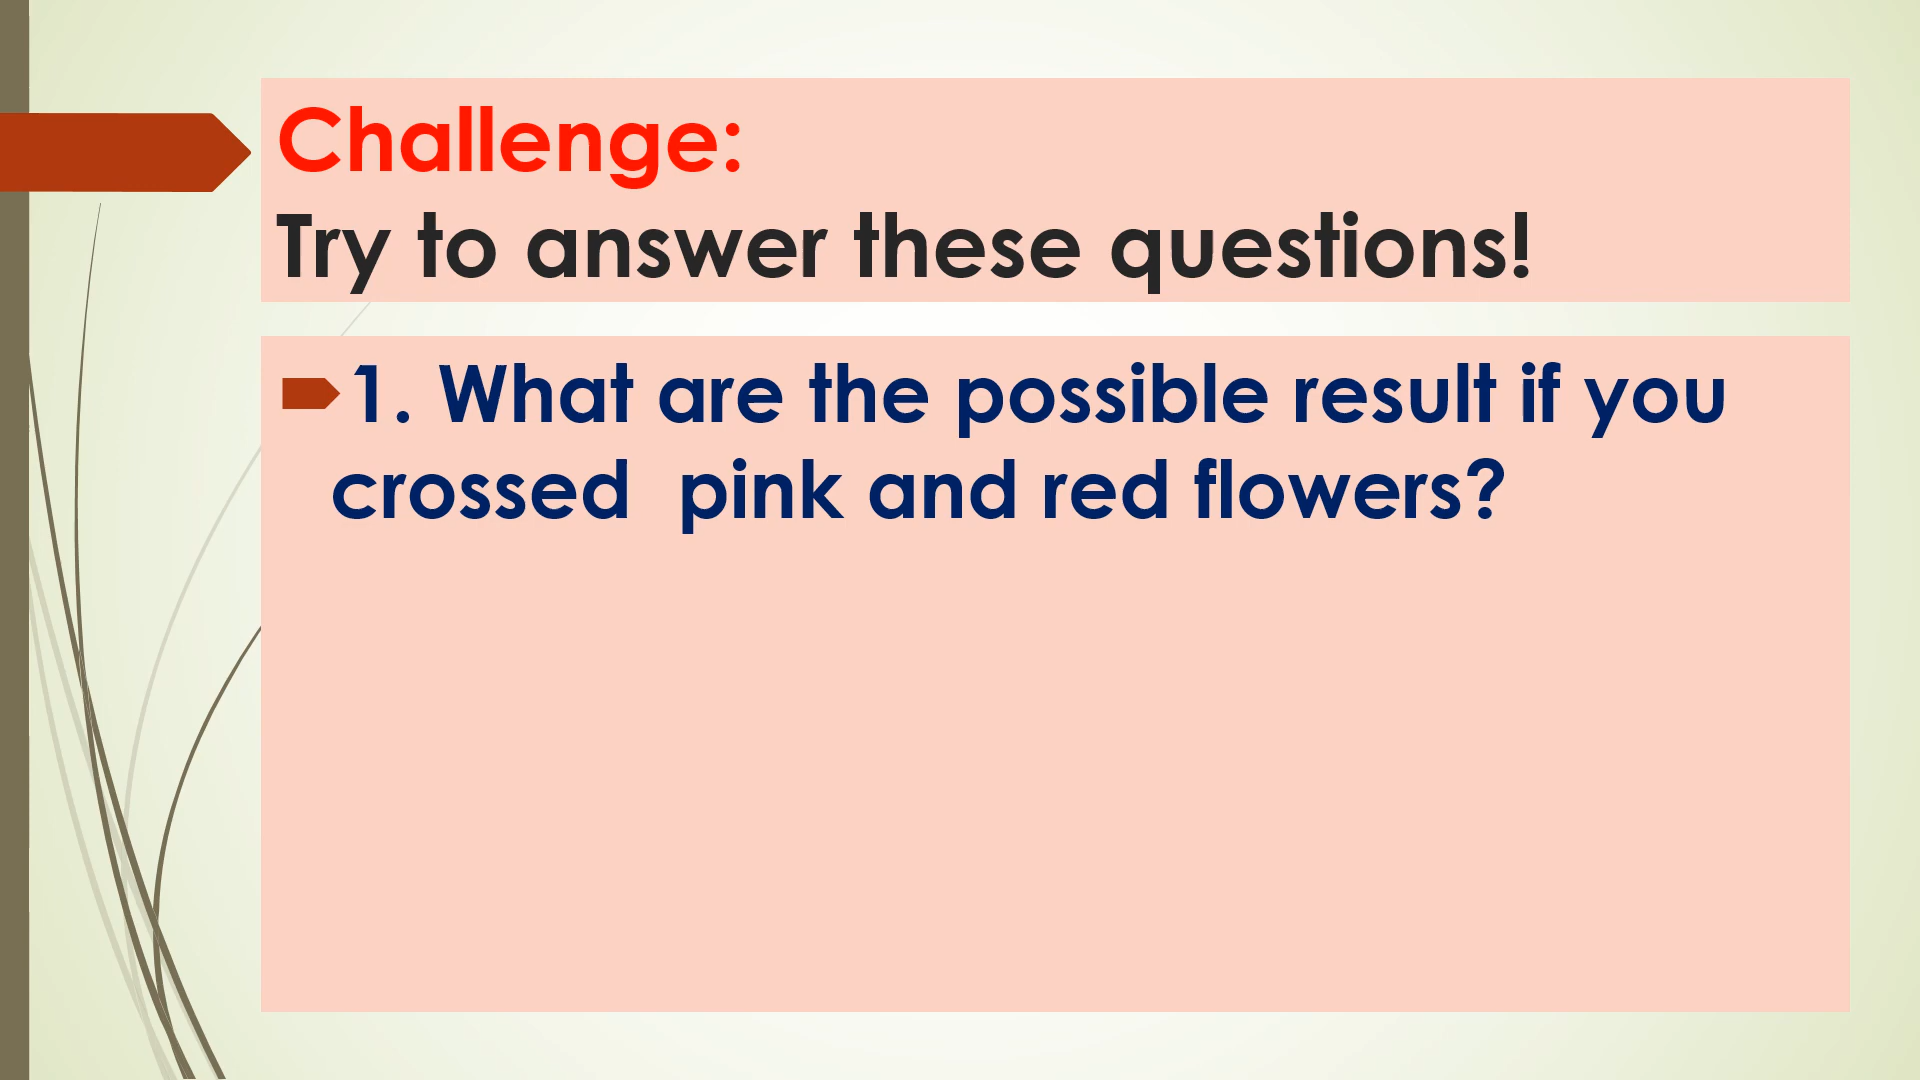 Challenge:
Try to answer these questions!
1. What are the possible result if you
crossed  pink and red flowers?